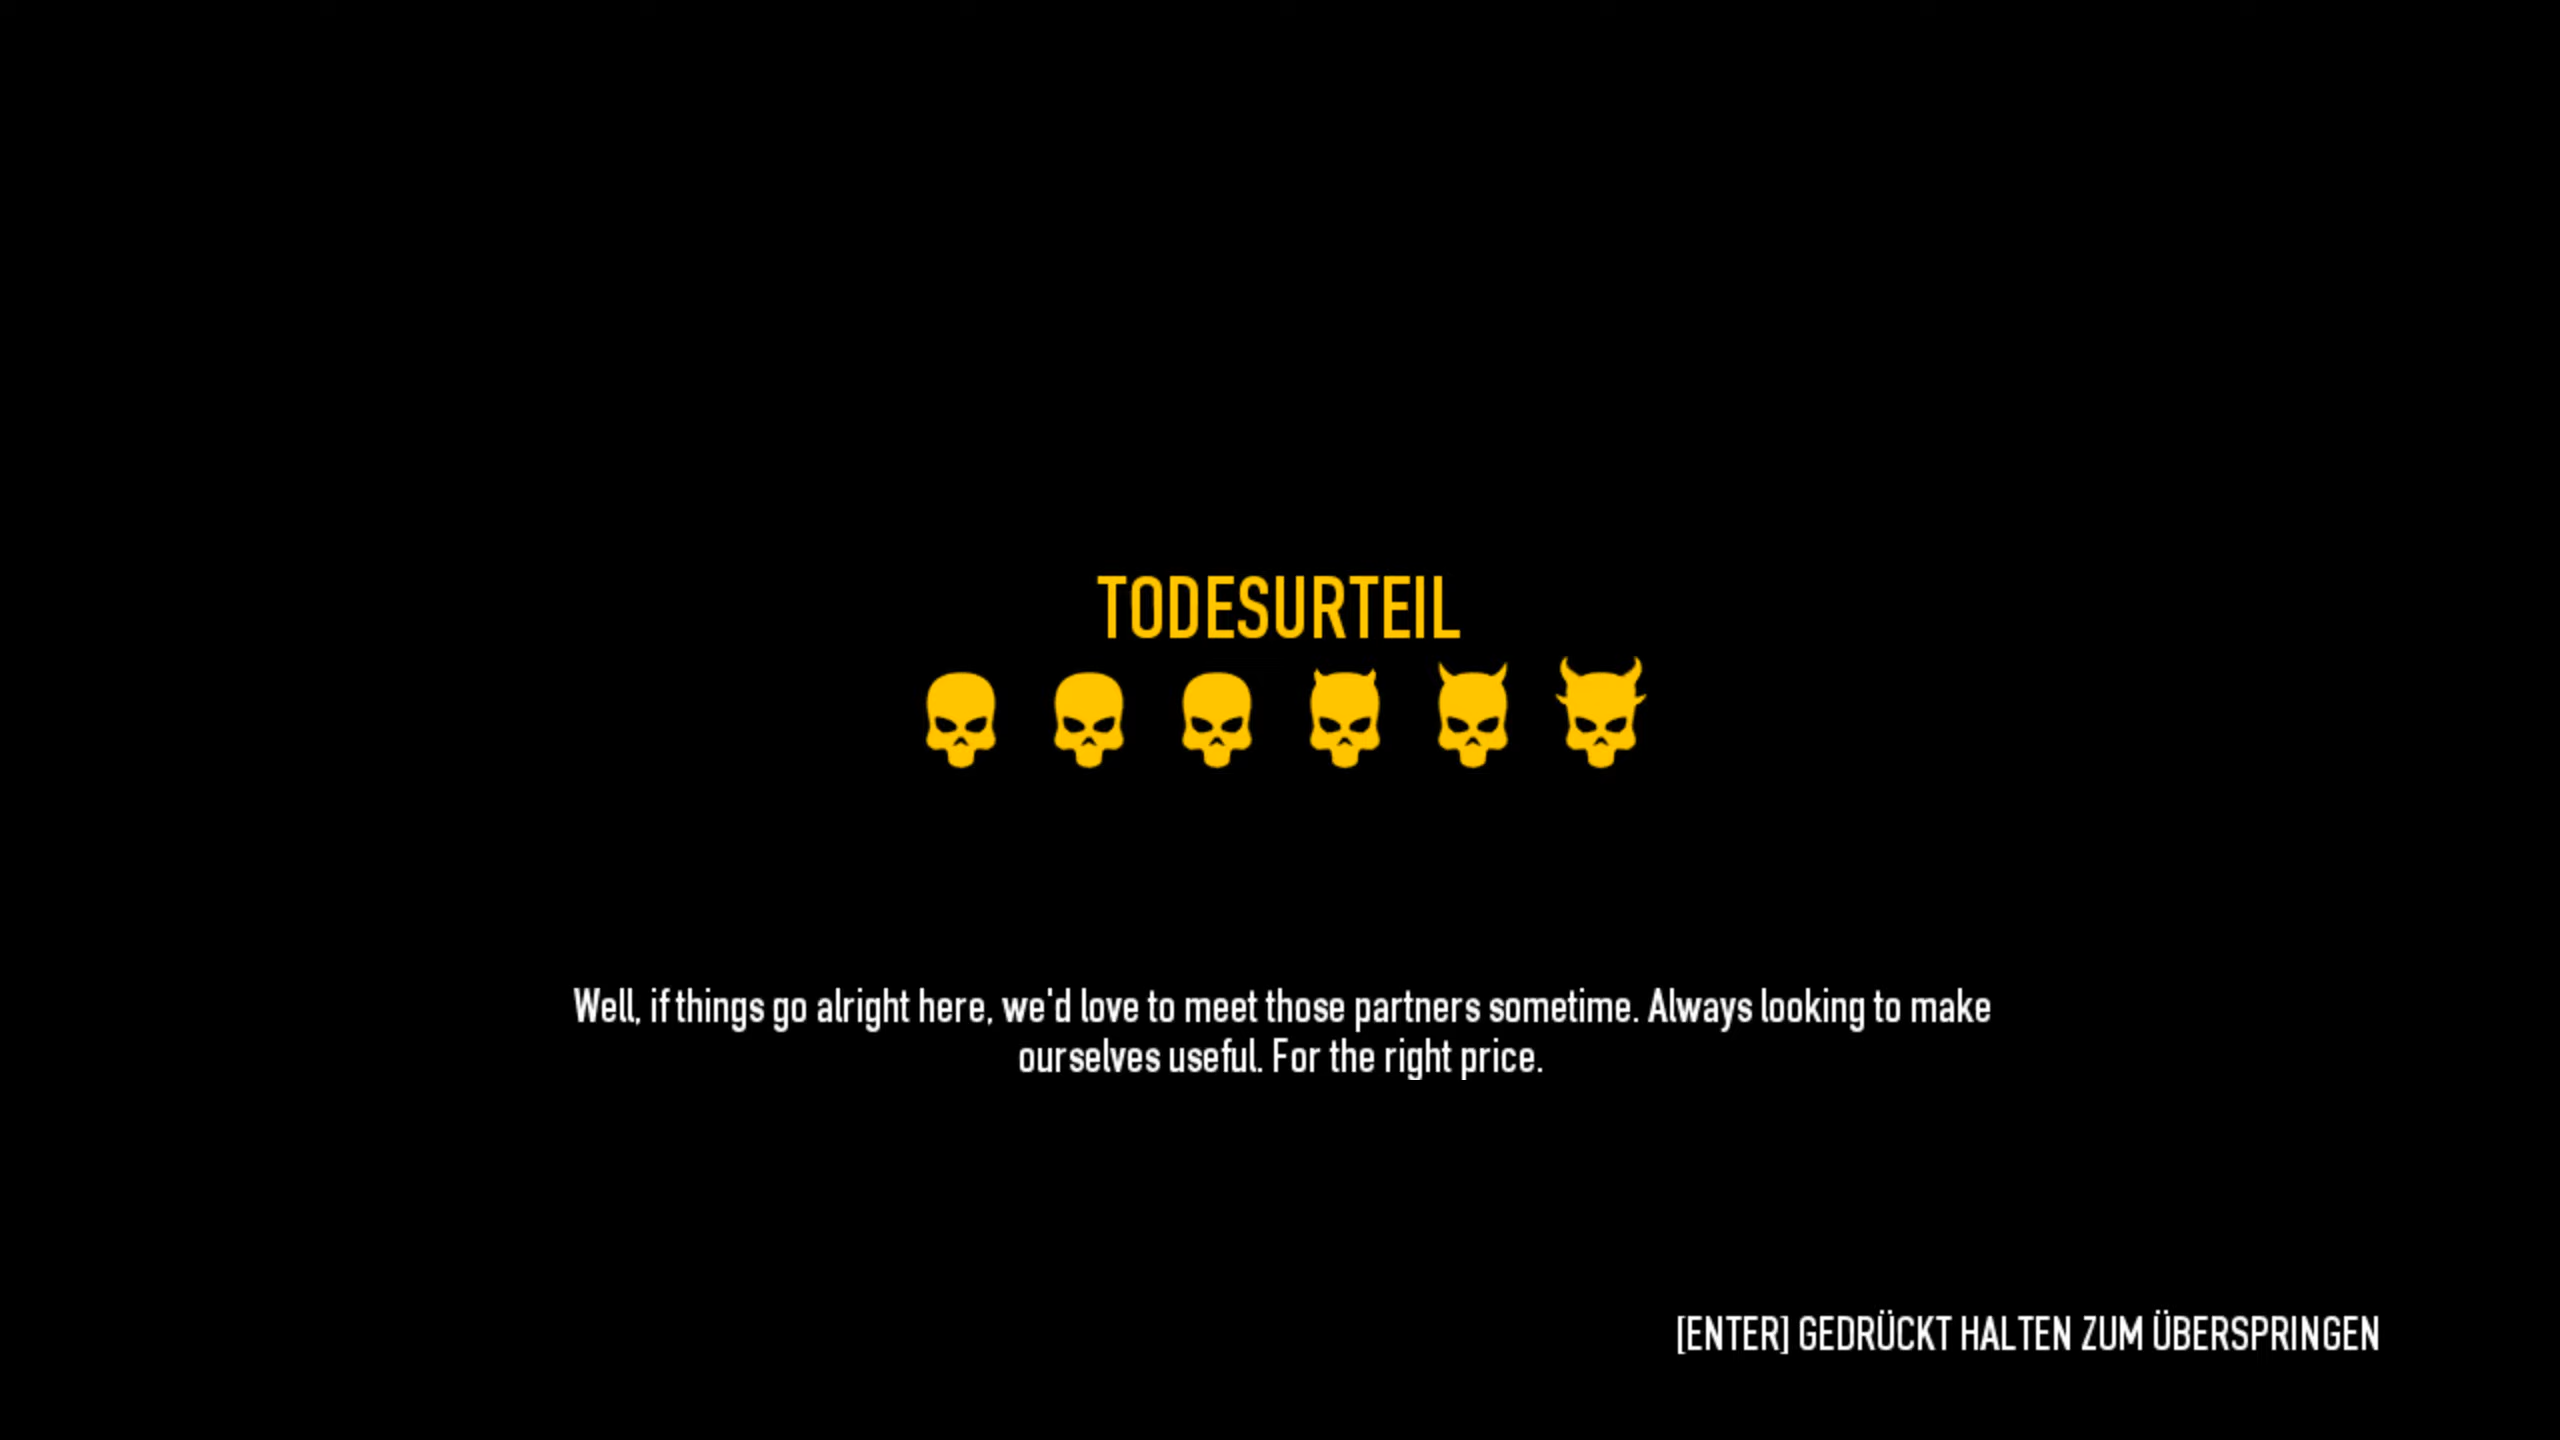 TODESURTEIL
Well, if things go alright here, we'd love to meet those partners sometime. Always looking to make
ourselves useful. For the right price.
[ENTER] GEDRÜCKT HALTEN ZUM ÜBERSPRINGEN